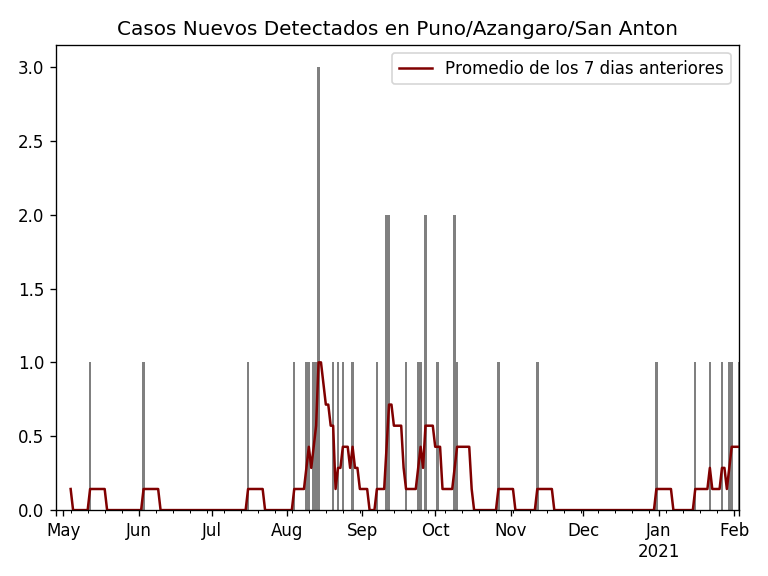 Casos Nuevos Detectados en Puno/Azangaro/San Anton
Promedio de los 7 dias anteriores
3.0
2.5
2.0
1.5
1.0
0.5
0.0
May Jun Jul Aug Sep Oct Nov Dec Jan Feb
2021